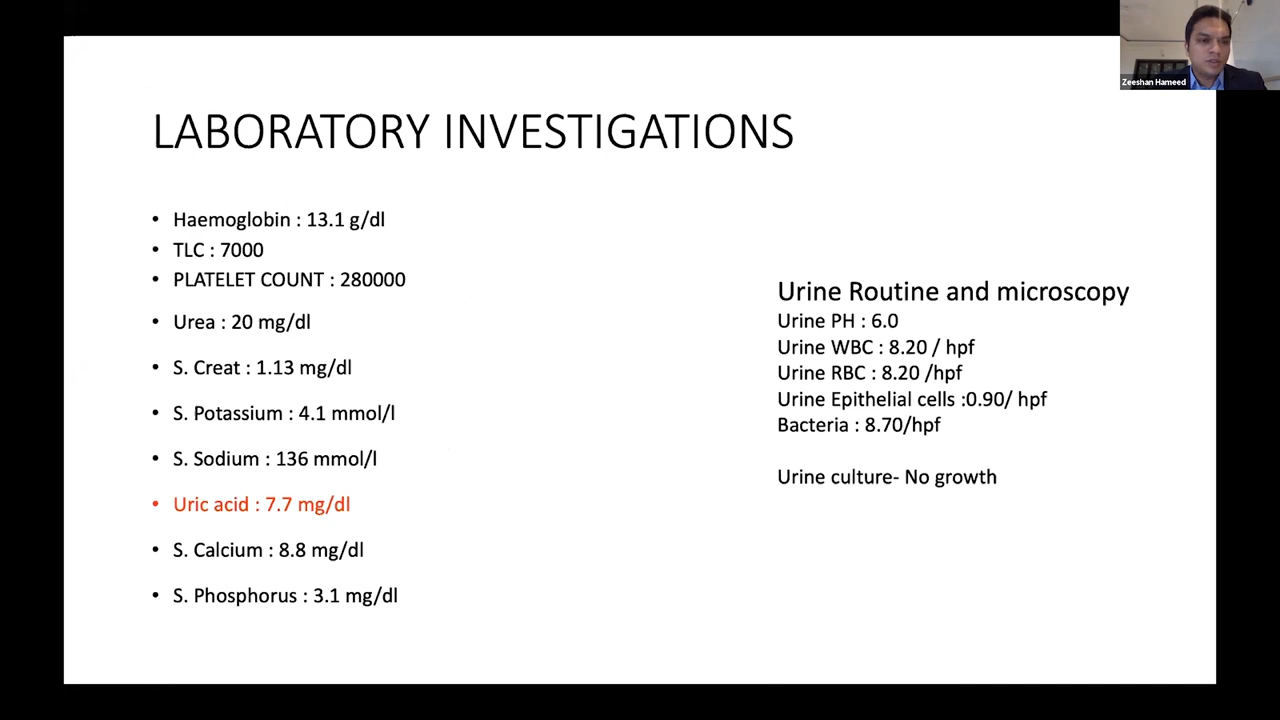 Zeeshan Hameed
LABORATORY INVESTIGATIONS
• Haemoglobin : 13.1 g/dl
• TLC : 7000
• PLATELET COUNT : 280000
• Urea : 20 mg/dl
• S. Creat : 1.13 mg/dl
• S. Potassium : 4.1 mmol/l
• S. Sodium : 136 mmol/l
• Uric acid : 7.7 mg/dl
• S. Calcium : 8.8 mg/dl
• S. Phosphorus : 3.1 mg/dl
Urine Routine and microscopy
Urine PH : 6.0
Urine WBC : 8.20 / hpf
Urine RBC : 8.20 /hpf
Urine Epithelial cells :0.90/ hpf
Bacteria : 8.70/hpf
Urine culture- No growth